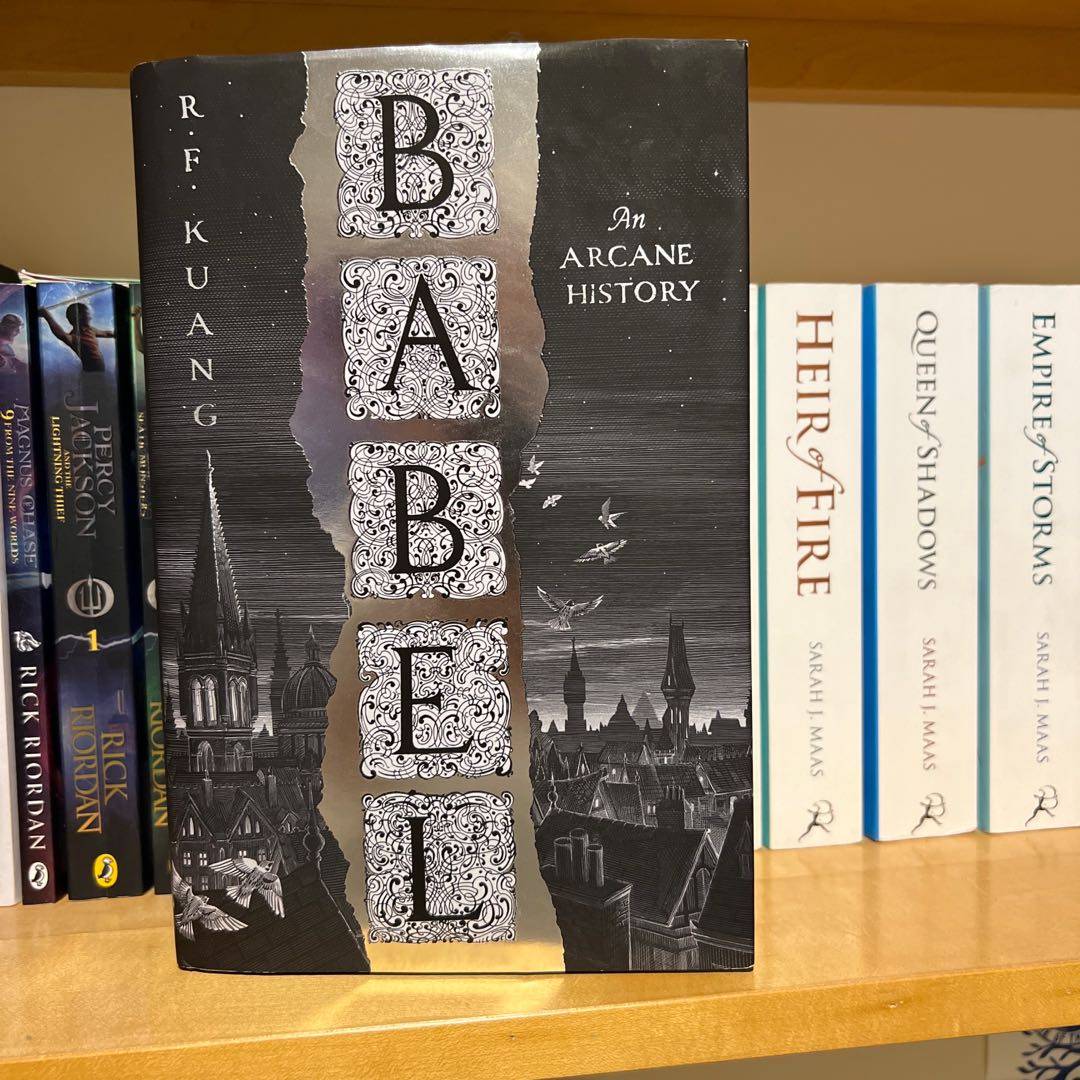 R. F. KUANG
BABEL
An
ARCANE
HISTORY
MAGNUS CHASE
9 FROM THE NINE WORLDS
RICK RIORDAN
PERCY
JACKSON
AND THE
LIGHTNING THIEF
1
RICK
RIORDAN
RIORDAN
HEIR of FIRE
SARAH J. MAAS
QUEEN of SHADOWS
SARAH J. MAAS
EMPIRE of STORMS
SARAH J. MAAS